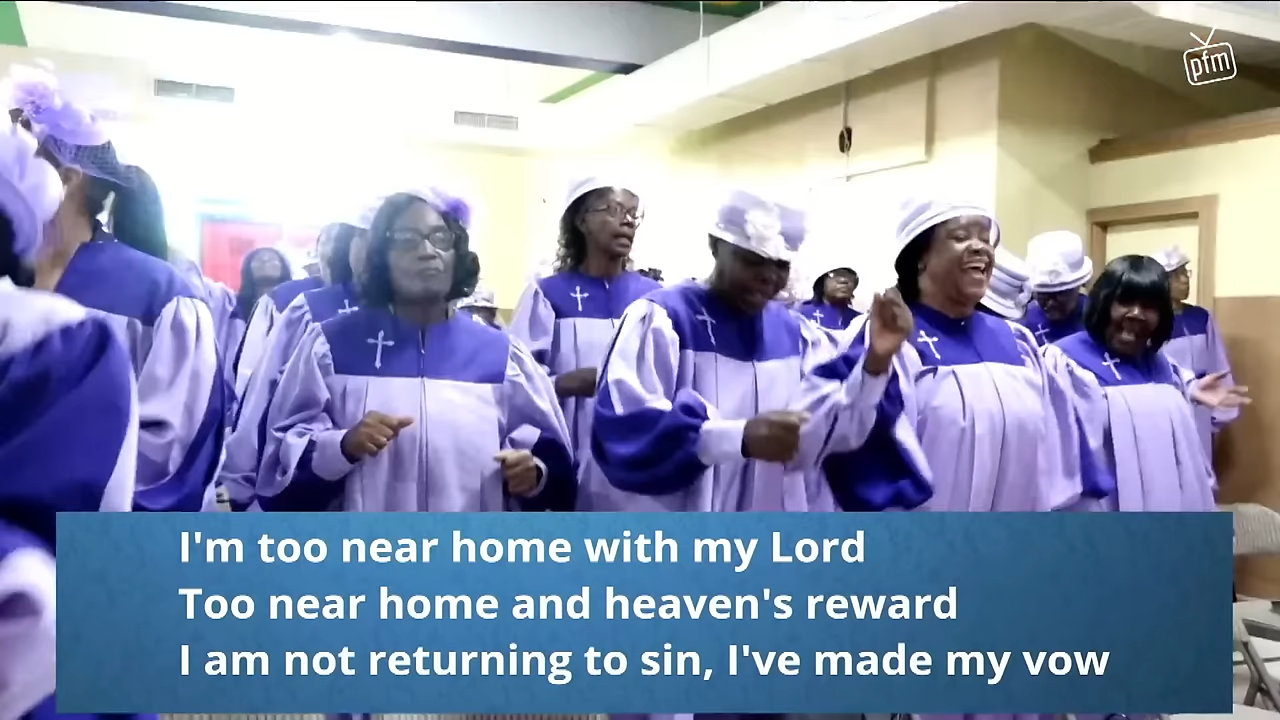 pfm
I'm too near home with my Lord
Too near home and heaven's reward
I am not returning to sin, I've made my vow